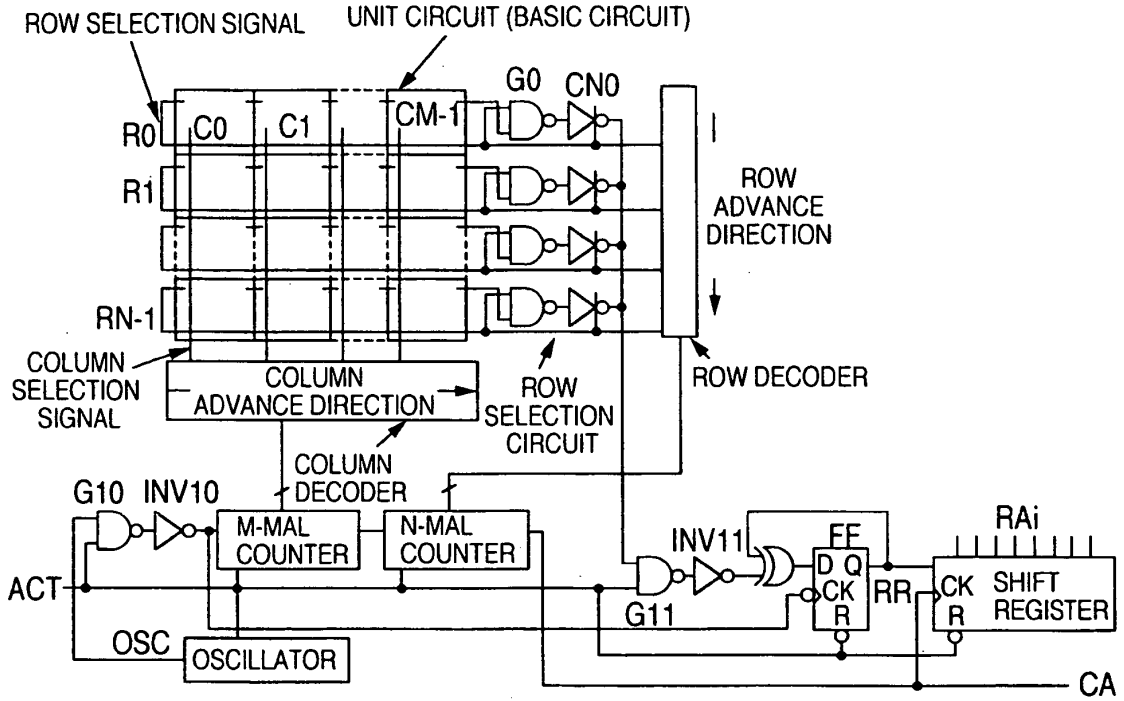 ROW SELECTION SIGNAL
UNIT CIRCUIT (BASIC CIRCUIT)
G0
CN0
R0
C0
C1
CM-1
R1
RN-1
ROW
ADVANCE
DIRECTION
COLUMN
SELECTION
SIGNAL
COLUMN
ADVANCE DIRECTION
ROW
SELECTION
CIRCUIT
ROW DECODER
COLUMN
DECODER
G10
INV10
M-MAL
COUNTER
N-MAL
COUNTER
INV11
FF
RAi
D Q
CK
R
RR
CK
R
SHIFT
REGISTER
ACT
G11
OSC
OSCILLATOR
CA